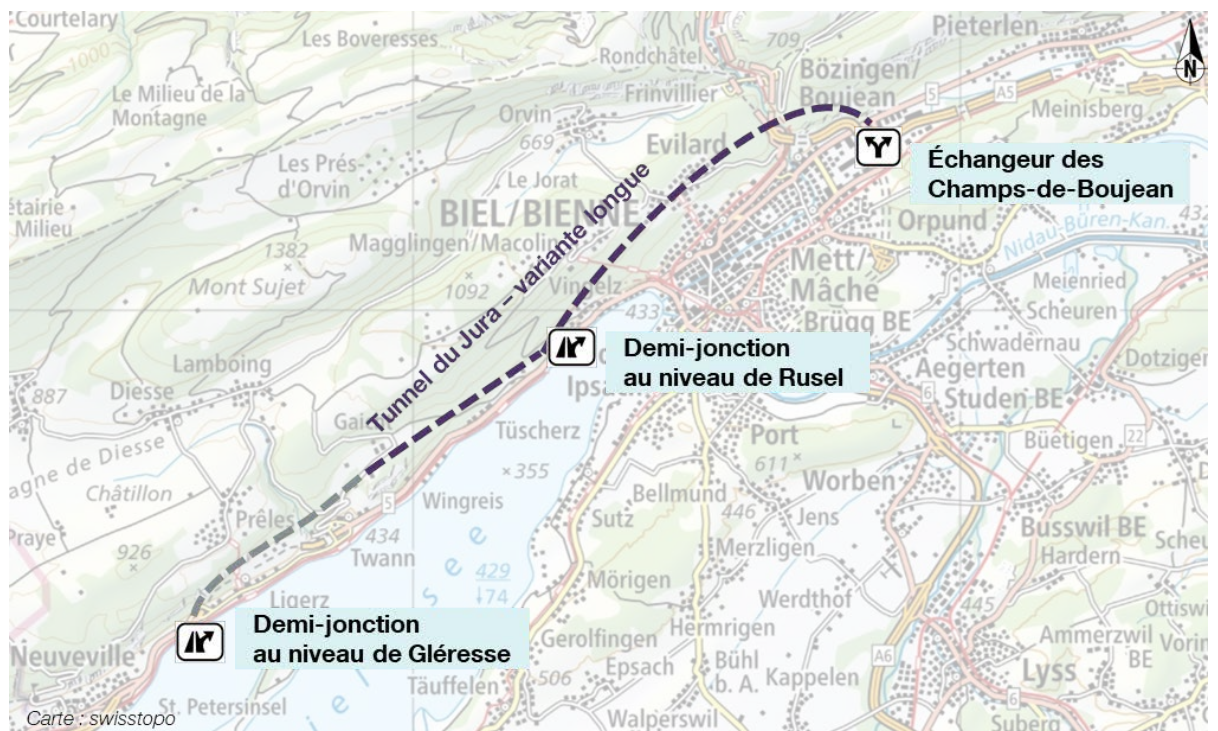 Courtelary
Les Boveresses
1000
Rondchâtel
709
Pieterlen
N
Le Milieu de la
Montagne
Orvin
669
Frinvillier
Bözingen/
Boujean
5
A5
Meinisberg
Evilard
Les Prés-
d'Orvin
Le Jorat
Échangeur des
Champs-de-Boujean
étairie
Milieu
BIEL/BIENNE
Orpund
Nidau-Büren-Kan.
Magglingen/Macolin
1382
Mont Sujet
1092
Vingelz
Tunnel du Jura – variante longue
Mett/
Mâche
Meienried
433
Brügg BE
Scheuren
Demi-jonction
au niveau de Rusel
Schwadernau
Lamboing
Ipsa
Aegerten
Dotzigen
887
Diesse
6
Studen BE
Gai
Tüscherz
Port
Büetigen
22
355
611
agne de Diesse
Châtillon
5
Wingreis
Bellmund
Worben
Prêles
434
Sutz
446
Jens
Busswil BE
Praye
926
Twann
Merzligen
Hardern
429
74
Mörigen
Werdthof
Ligerz
445
Demi-jonction
au niveau de Gléresse
Hermrigen
Ammerzwil
BE
Gerolfingen
Neuveville
Epsach
Bühl
b. A.
Kappelen
A6
Lyss
St. Petersinsel
Täuffelen
506
Walperswil
Suberg
Carte : swisstopo